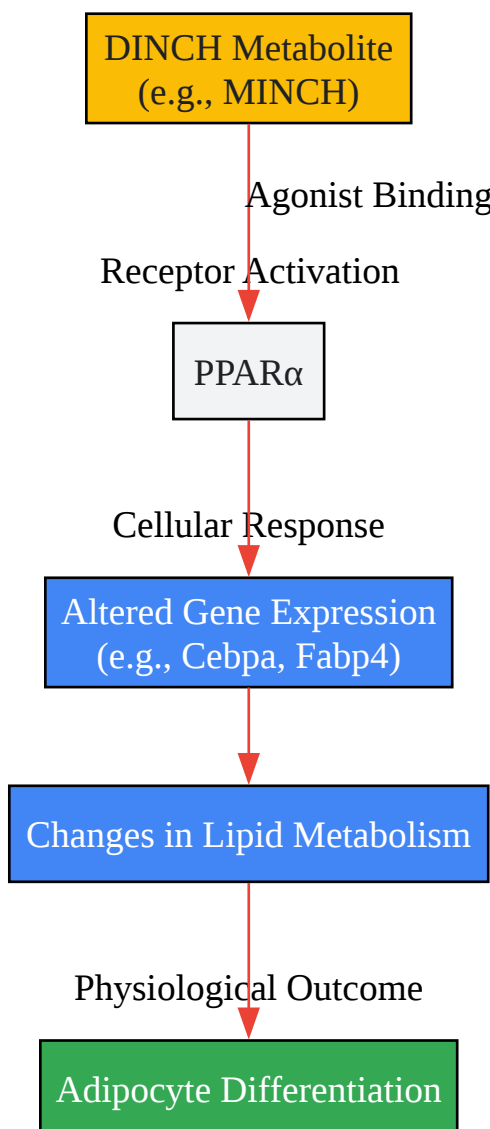 DINCH Metabolite
(e.g., MINCH)
Agonist Binding
Receptor Activation
PPARα
Cellular Response
Altered Gene Expression
(e.g., Cebpa, Fabp4)
Changes in Lipid Metabolism
Physiological Outcome
Adipocyte Differentiation